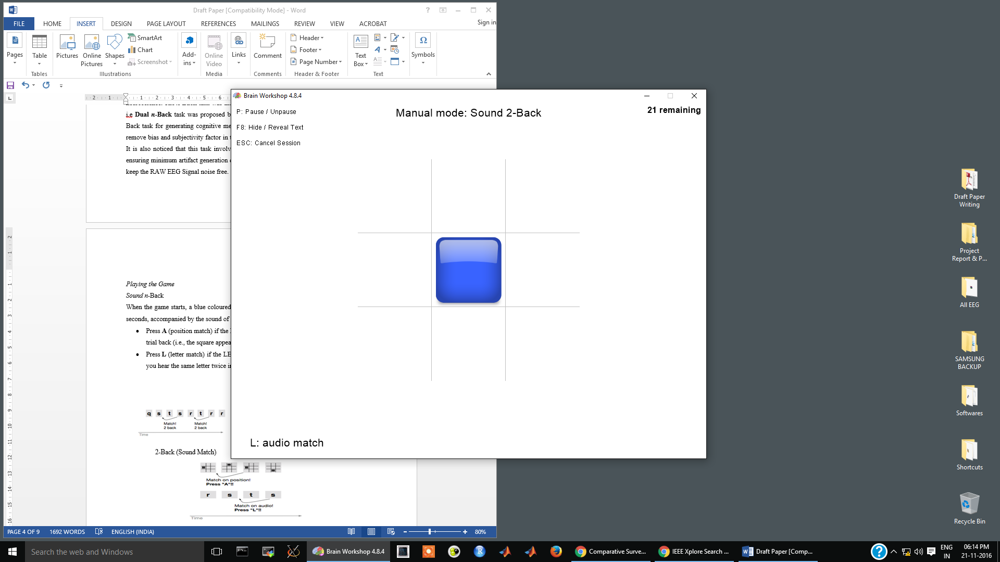 Draft Paper [Compatibility Mode] - Word
FILE HOME INSERT DESIGN PAGE LAYOUT REFERENCES MAILINGS REVIEW VIEW ACROBAT Sign in
Pages
Table
Pictures
Online Pictures
Shapes
SmartArt
Chart
Screenshot
Add-ins
Online Video
Links
Comment
Header
Footer
Page Number
Text Box
Symbols
Tables Illustrations Media Comments Header & Footer Text
i.e Dual n-Back task was proposed b
Back task for generating cognitive me
remove bias and subjectivity factor in
It is also noticed that this task involv
ensuring minimum artifact generation
keep the RAW EEG Signal noise free.
Playing the Game
Sound n-Back
When the game starts, a blue coloured
seconds, accompanied by the sound of
Press A (position match) if the
trial back (i.e., the square appea
Press L (letter match) if the LE
you hear the same letter twice in
q s t s r t r r
Match! 2 back
Match! 2 back
Time
2-Back (Sound Match)
Match on position!
Press "A"!!
r s t s
Match on audio!
Press "L"!!
Time
PAGE 4 OF 9 1692 WORDS ENGLISH (INDIA) 80%
Brain Workshop 4.8.4
P: Pause / Unpause
F8: Hide / Reveal Text
ESC: Cancel Session
Manual mode: Sound 2-Back
21 remaining
L: audio match
Draft Paper Writing
Project Report & P...
All EEG
SAMSUNG BACKUP
Softwares
Shortcuts
Recycle Bin
Search the web and Windows
Brain Workshop 4.8.4
Comparative Surve...
IEEE Xplore Search ...
Draft Paper [Comp...
ENG IN
06:14 PM
21-11-2016